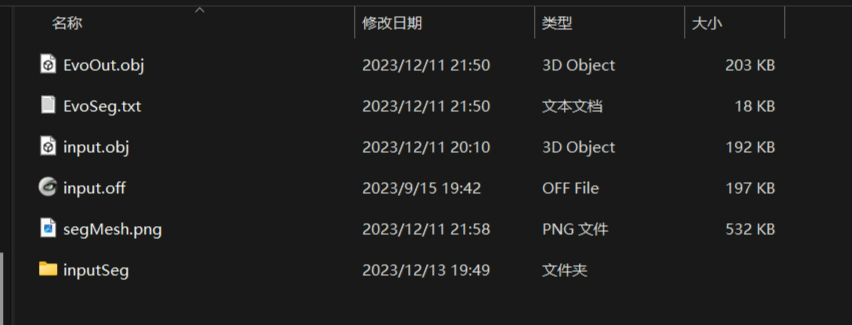 名称 修改日期 类型 大小
EvoOut.obj 2023/12/11 21:50 3D Object 203 KB
EvoSeg.txt 2023/12/11 21:50 文本文档 18 KB
input.obj 2023/12/11 20:10 3D Object 192 KB
input.off 2023/9/15 19:42 OFF File 197 KB
segMesh.png 2023/12/11 21:58 PNG 文件 532 KB
inputSeg 2023/12/13 19:49 文件夹